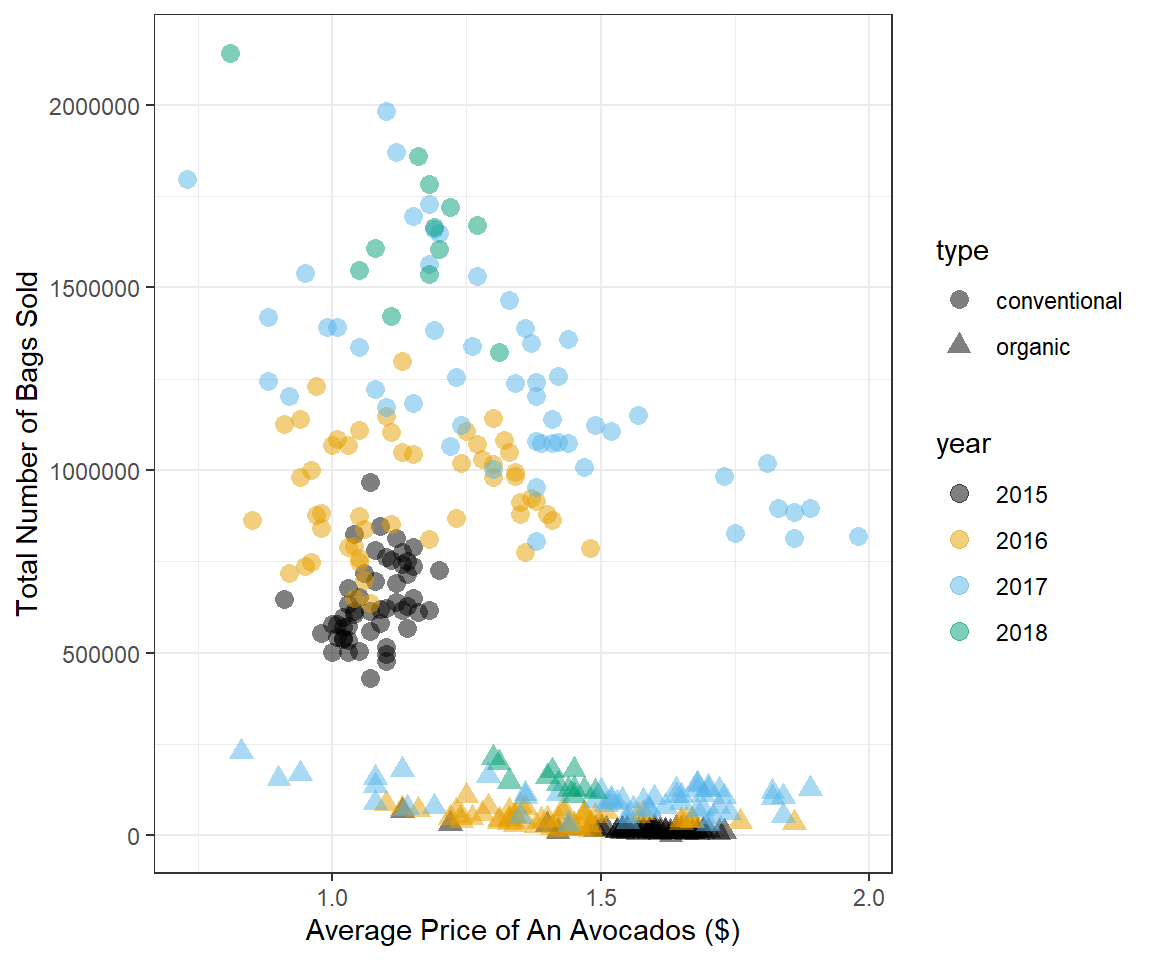 Total Number of Bags Sold
2000000
1500000
1000000
500000
0
1.0
1.5
2.0
Average Price of An Avocados ($)
type
conventional
organic
year
2015
2016
2017
2018